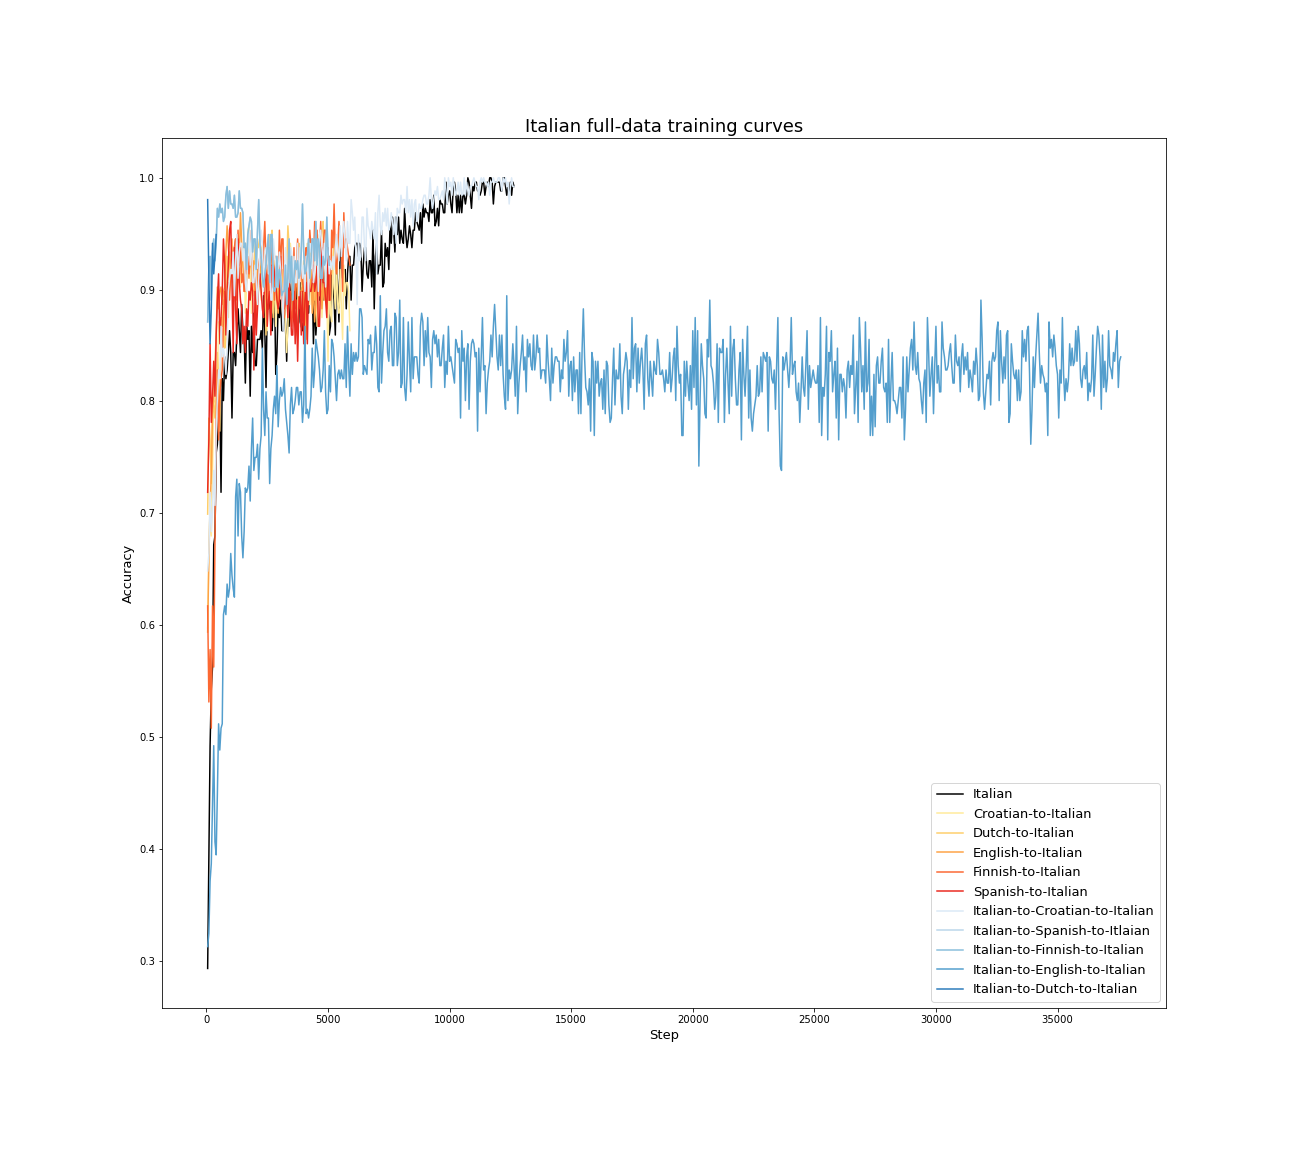 Italian full-data training curves
1.0
0.9
0.8
0.7
0.6
0.5
0.4
0.3
Accuracy
0
5000
10000
15000
20000
25000
30000
35000
Step
Italian
Croatian-to-Italian
Dutch-to-Italian
English-to-Italian
Finnish-to-Italian
Spanish-to-Italian
Italian-to-Croatian-to-Italian
Italian-to-Spanish-to-Itlaian
Italian-to-Finnish-to-Italian
Italian-to-English-to-Italian
Italian-to-Dutch-to-Italian